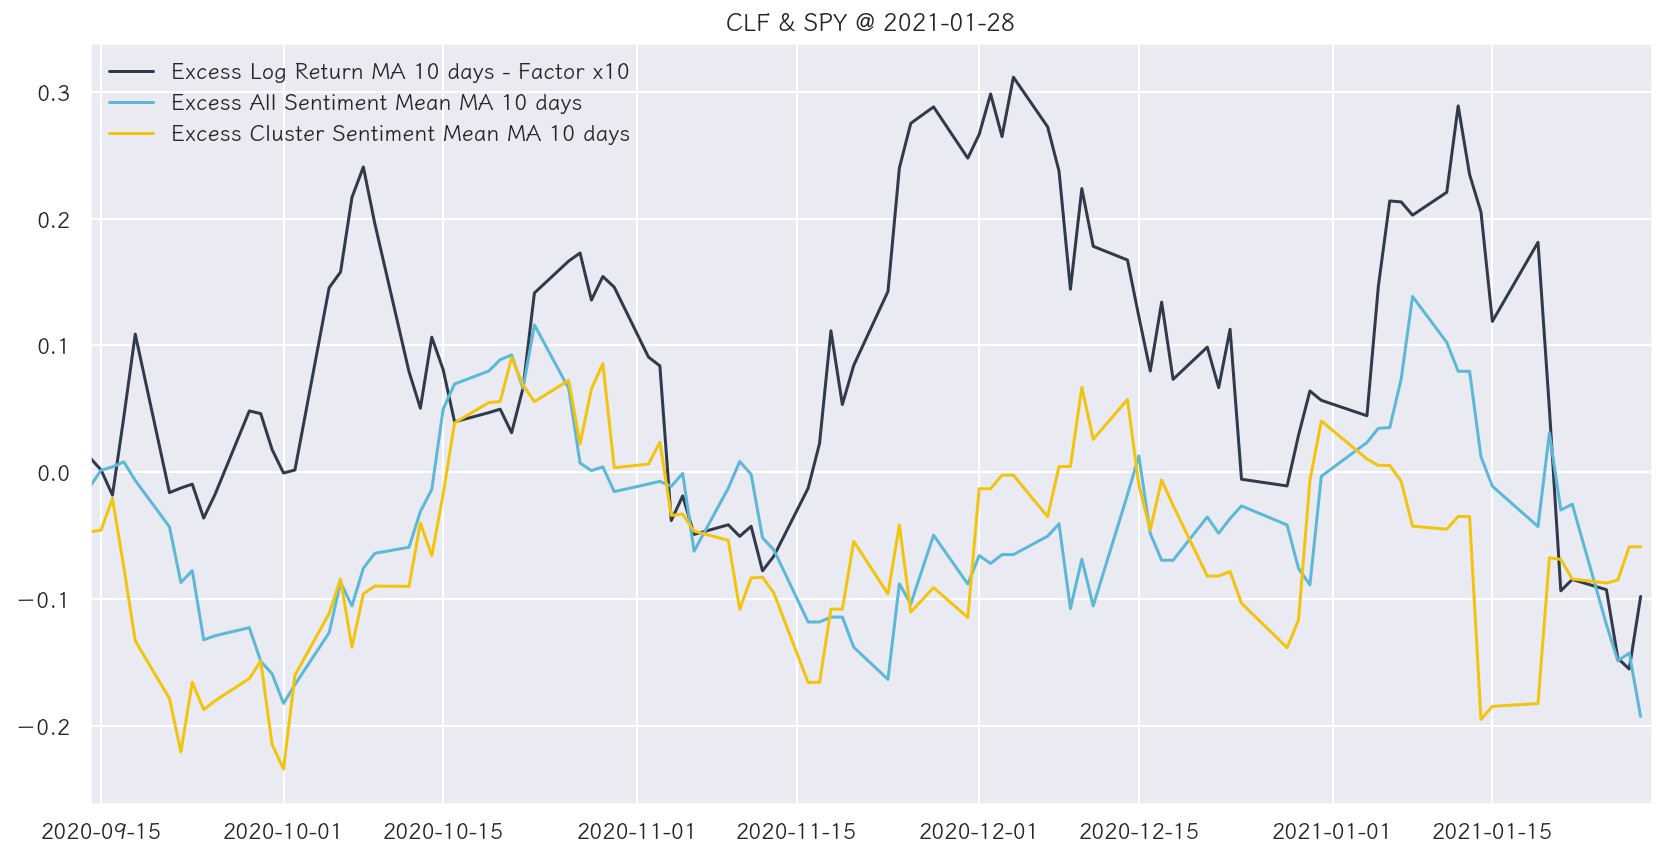 CLF & SPY @ 2021-01-28
Excess Log Return MA 10 days - Factor x10
Excess All Sentiment Mean MA 10 days
Excess Cluster Sentiment Mean MA 10 days
0.3
0.2
0.1
0.0
−0.1
−0.2
2020-09-15 2020-10-01 2020-10-15 2020-11-01 2020-11-15 2020-12-01 2020-12-15 2021-01-01 2021-01-15